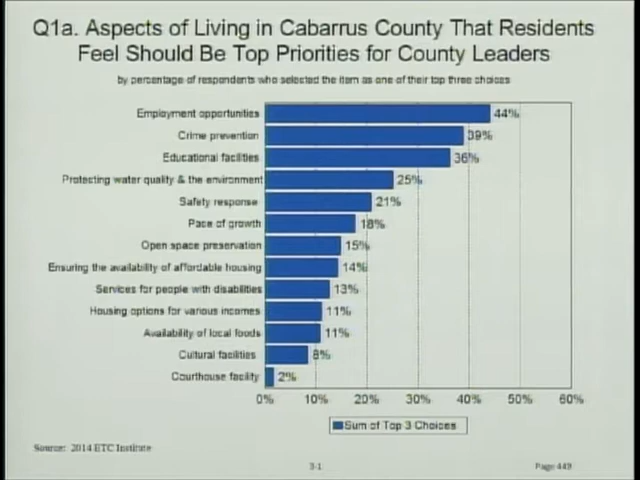 Q1a. Aspects of Living in Cabarrus County That Residents
Feel Should Be Top Priorities for County Leaders
by percentage of respondents who selected the item as one of their top three choices
Employment opportunities 44%
Crime prevention 39%
Educational facilities 36%
Protecting water quality & the environment 25%
Safety response 21%
Pace of growth 18%
Open space preservation 15%
Ensuring the availability of affordable housing 14%
Services for people with disabilities 13%
Housing options for various incomes 11%
Availability of local foods 11%
Cultural facilities 8%
Courthouse facility 2%
0% 10% 20% 30% 40% 50% 60%
Sum of Top 3 Choices
Source: 2014 ETC Institute
3-1
Page 449